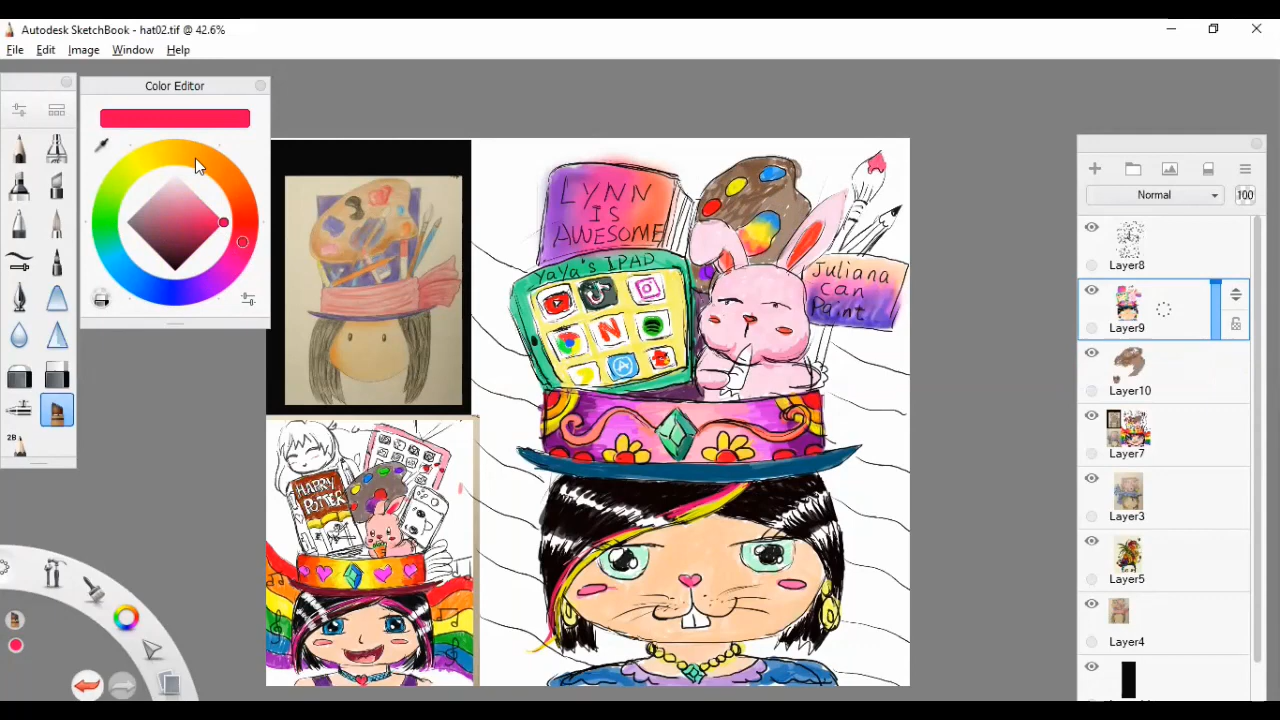 Autodesk SketchBook - hat02.tif @ 42.6%
File Edit Image Window Help
Color Editor
Normal 100
Layer8
Layer9
Layer10
Layer7
Layer3
Layer5
Layer4
2B
LYNN
IS
AWESOME
YaYa's IPAD
N
Juliana
can
Paint
HARRY
POTTER